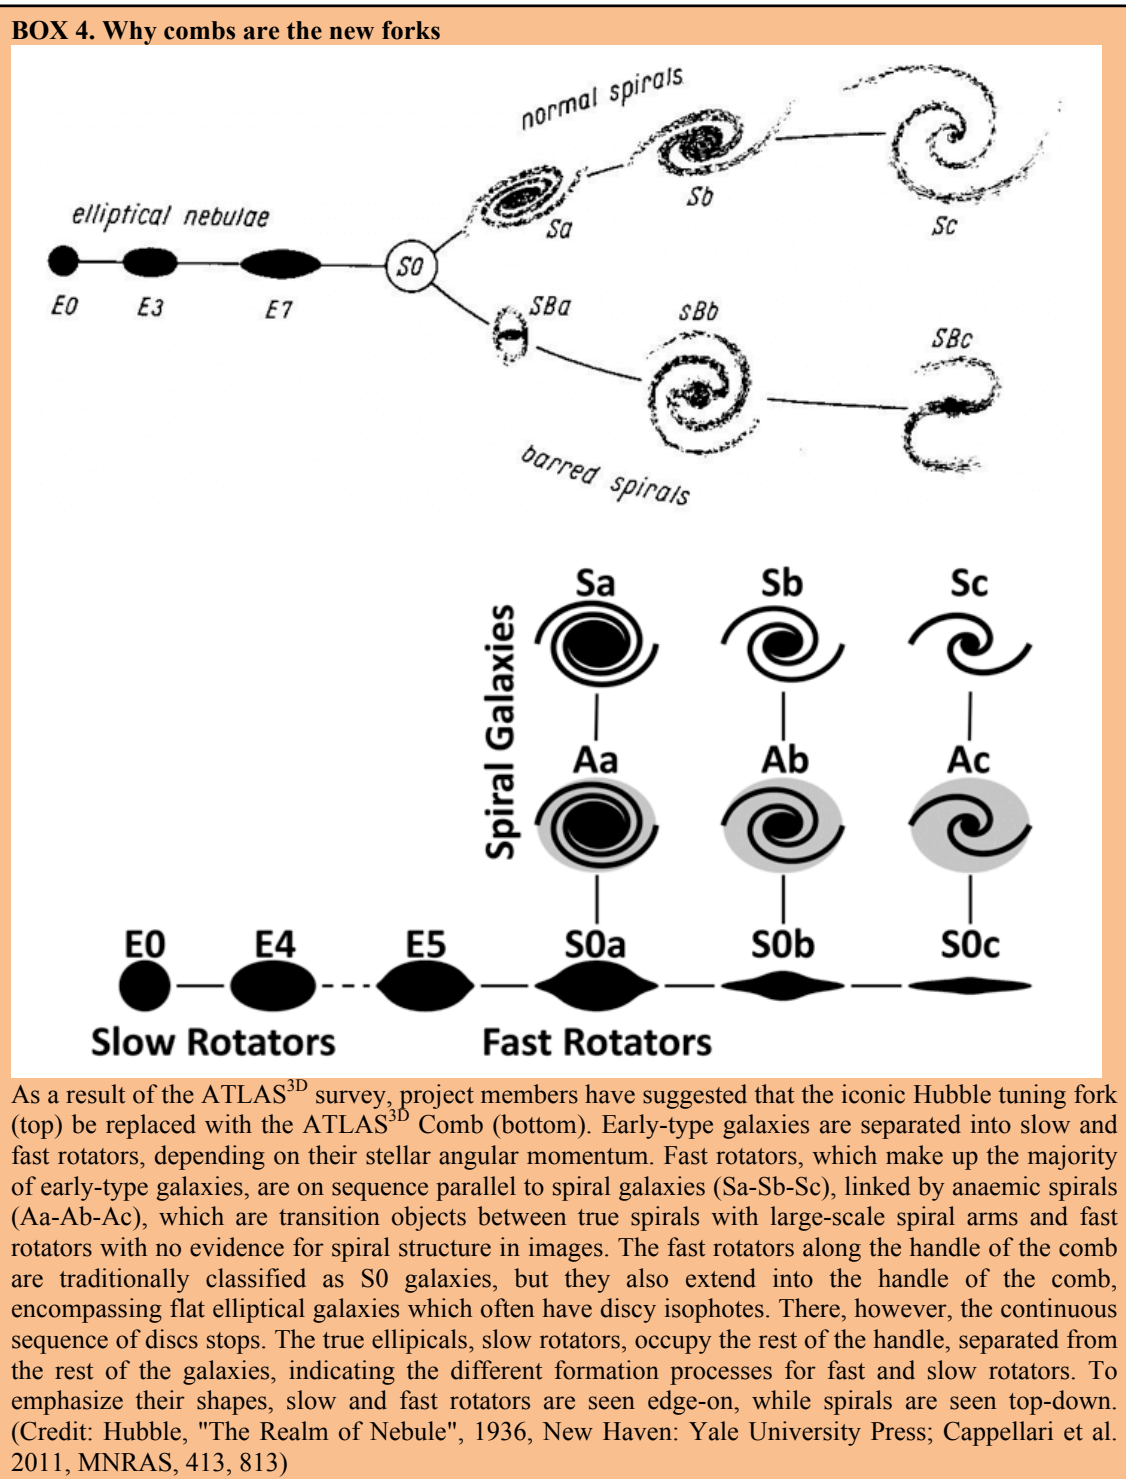 BOX 4. Why combs are the new forks
normal spirals
Sa
Sb
Sc
elliptical nebulae
E0
E3
E7
S0
SBa
sBb
SBc
barred spirals
Spiral Galaxies
Sa
Sb
Sc
Aa
Ab
Ac
E0
E4
E5
S0a
S0b
S0c
Slow Rotators
Fast Rotators
As a result of the ATLAS3D survey, project members have suggested that the iconic Hubble tuning fork
(top) be replaced with the ATLAS3D Comb (bottom). Early-type galaxies are separated into slow and
fast rotators, depending on their stellar angular momentum. Fast rotators, which make up the majority
of early-type galaxies, are on sequence parallel to spiral galaxies (Sa-Sb-Sc), linked by anaemic spirals
(Aa-Ab-Ac), which are transition objects between true spirals with large-scale spiral arms and fast
rotators with no evidence for spiral structure in images. The fast rotators along the handle of the comb
are traditionally classified as S0 galaxies, but they also extend into the handle of the comb,
encompassing flat elliptical galaxies which often have discy isophotes. There, however, the continuous
sequence of discs stops. The true ellipicals, slow rotators, occupy the rest of the handle, separated from
the rest of the galaxies, indicating the different formation processes for fast and slow rotators. To
emphasize their shapes, slow and fast rotators are seen edge-on, while spirals are seen top-down.
(Credit: Hubble, "The Realm of Nebule", 1936, New Haven: Yale University Press; Cappellari et al.
2011, MNRAS, 413, 813)